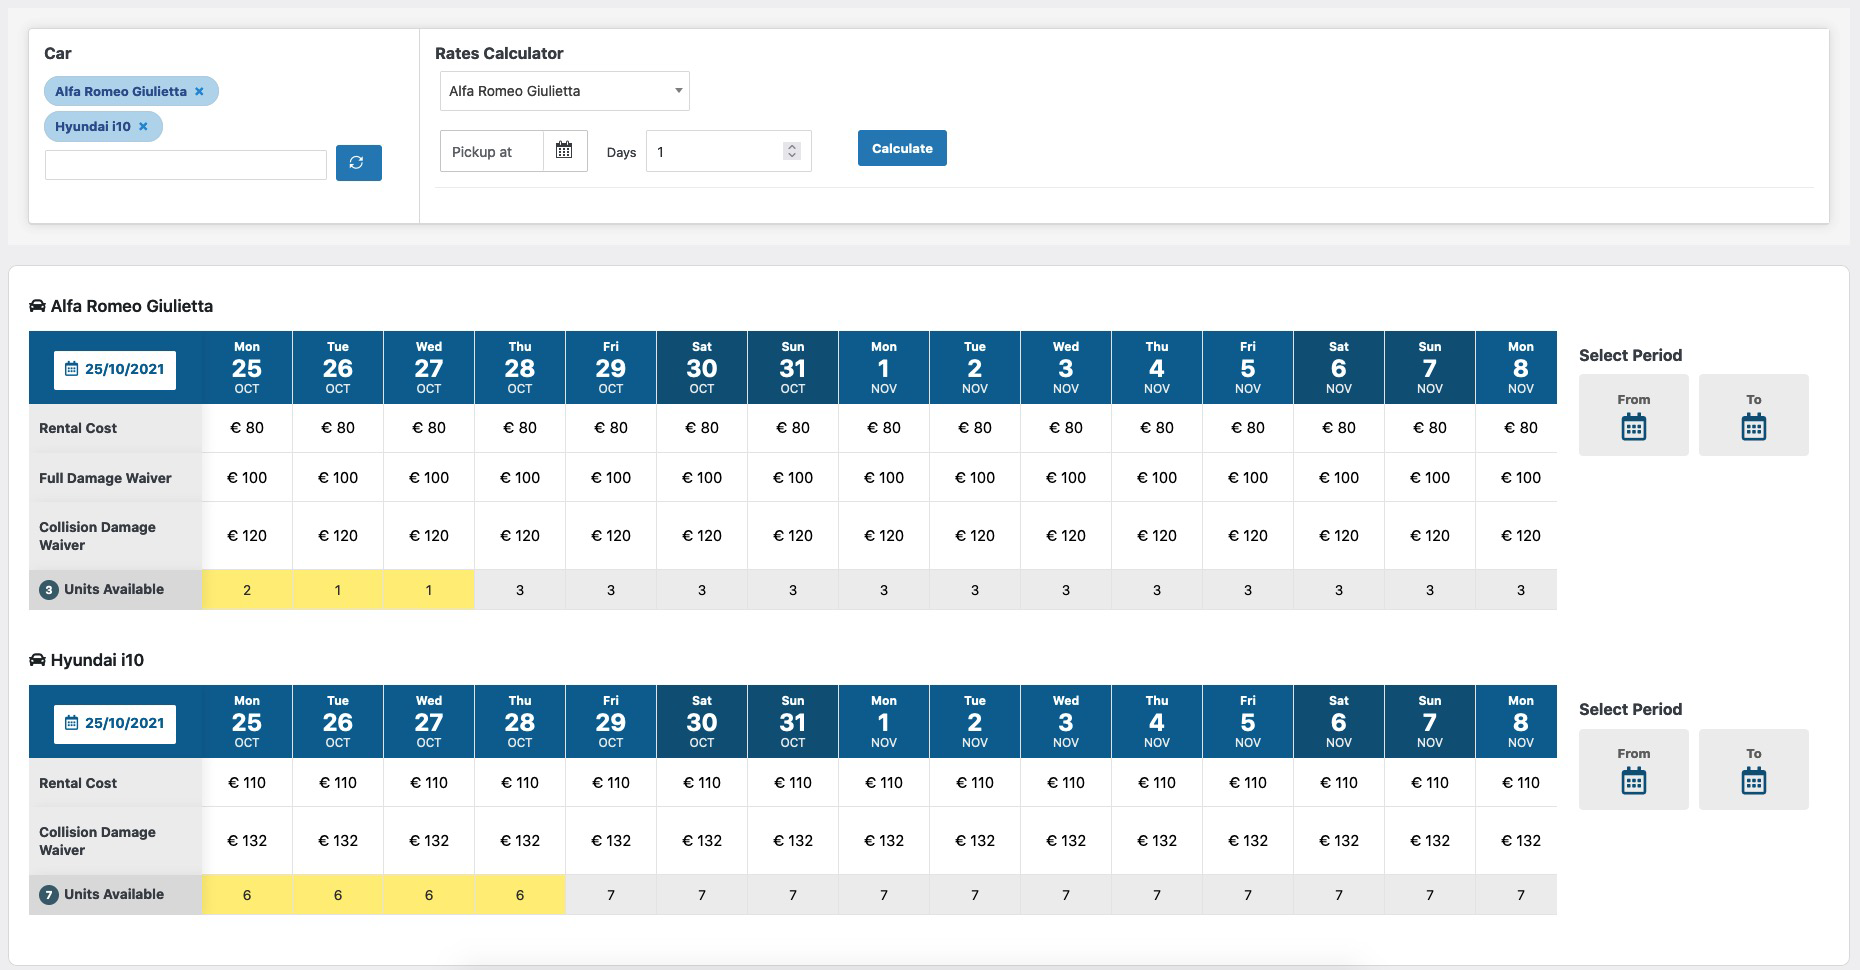 Car
Alfa Romeo Giulietta ×
Hyundai i10 ×
Rates Calculator
Alfa Romeo Giulietta
Pickup at
Days
1
Calculate
Alfa Romeo Giulietta
25/10/2021
Mon Tue Wed Thu Fri Sat Sun Mon Tue Wed Thu Fri Sat Sun Mon
25 26 27 28 29 30 31 1 2 3 4 5 6 7 8
OCT OCT OCT OCT OCT OCT OCT NOV NOV NOV NOV NOV NOV NOV NOV
Rental Cost € 80 € 80 € 80 € 80 € 80 € 80 € 80 € 80 € 80 € 80 € 80 € 80 € 80 € 80 € 80
Full Damage Waiver € 100 € 100 € 100 € 100 € 100 € 100 € 100 € 100 € 100 € 100 € 100 € 100 € 100 € 100 € 100
Collision Damage
Waiver € 120 € 120 € 120 € 120 € 120 € 120 € 120 € 120 € 120 € 120 € 120 € 120 € 120 € 120 € 120
3 Units Available 2 1 1 3 3 3 3 3 3 3 3 3 3 3 3
Select Period
From To
Hyundai i10
25/10/2021
Mon Tue Wed Thu Fri Sat Sun Mon Tue Wed Thu Fri Sat Sun Mon
25 26 27 28 29 30 31 1 2 3 4 5 6 7 8
OCT OCT OCT OCT OCT OCT OCT NOV NOV NOV NOV NOV NOV NOV NOV
Rental Cost € 110 € 110 € 110 € 110 € 110 € 110 € 110 € 110 € 110 € 110 € 110 € 110 € 110 € 110 € 110
Collision Damage
Waiver € 132 € 132 € 132 € 132 € 132 € 132 € 132 € 132 € 132 € 132 € 132 € 132 € 132 € 132 € 132
7 Units Available 6 6 6 6 7 7 7 7 7 7 7 7 7 7 7
Select Period
From To